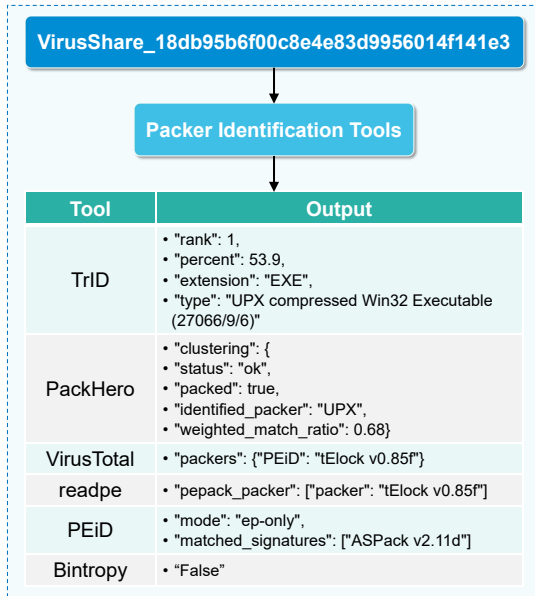 VirusShare_18db95b6f00c8e4e83d9956014f141e3
Packer Identification Tools
Tool Output
TrID
• "rank": 1,
• "percent": 53.9,
• "extension": "EXE",
• "type": "UPX compressed Win32 Executable
(27066/9/6)"
PackHero
• "clustering": {
• "status": "ok",
• "packed": true,
• "identified_packer": "UPX",
• "weighted_match_ratio": 0.68}
VirusTotal • "packers": {"PEiD": "tElock v0.85f"}
readpe • "pepack_packer": ["packer": "tElock v0.85f"]
PEiD
• "mode": "ep-only",
• "matched_signatures": ["ASPack v2.11d"]
Bintropy • “False”